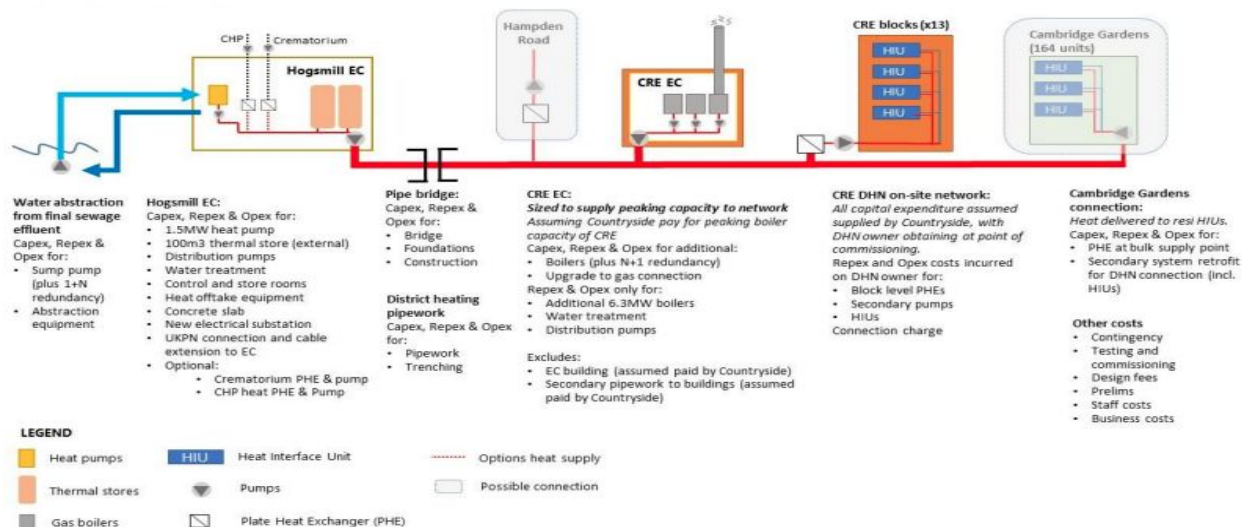 CHP
Crematorium
Hogsmill EC
Hampden
Road
CRE EC
CRE blocks (x13)
HIU
HIU
HIU
HIU
Cambridge Gardens
(164 units)
HIU
HIU
HIU
Water abstraction
from final sewage
effluent
Capex, Repex &
Opex for:
• Sump pump
(plus 1+N
redundancy)
• Abstraction
equipment
Hogsmill EC:
Capex, Repex & Opex for:
• 1.5MW heat pump
• 100m3 thermal store (external)
• Distribution pumps
• Water treatment
• Control and store rooms
• Heat offtake equipment
• Concrete slab
• New electrical substation
• UKPN connection and cable
extension to EC
• Optional:
• Crematorium PHE & pump
• CHP heat PHE & Pump
Pipe bridge:
Capex, Repex &
Opex for:
• Bridge
• Foundations
• Construction
District heating
pipework
Capex, Repex & Opex
for:
• Pipework
• Trenching
CRE EC:
Sized to supply peaking capacity to network
Assuming Countryside pay for peaking boiler
capacity of CRE
Capex, Repex & Opex for additional:
• Boilers (plus N+1 redundancy)
• Upgrade to gas connection
Repex & Opex only for:
• Additional 6.3MW boilers
• Water treatment
• Distribution pumps
Excludes:
• EC building (assumed paid by Countryside)
• Secondary pipework to buildings (assumed
paid by Countryside)
CRE DHN on-site network:
All capital expenditure assumed
supplied by Countryside, with
DHN owner obtaining at point of
commissioning.
Repex and Opex costs incurred
on DHN owner for:
• Block level PHEs
• Secondary pumps
• HIUs
Connection charge
Cambridge Gardens
connection:
Heat delivered to resi HIUs.
Capex, Repex & Opex for:
• PHE at bulk supply point
• Secondary system retrofit
for DHN connection (incl.
HIUs)
Other costs
• Contingency
• Testing and
commissioning
• Design fees
• Prelims
• Staff costs
• Business costs
LEGEND
Heat pumps
HIU Heat Interface Unit
Options heat supply
Thermal stores
Pumps
Possible connection
Gas boilers
Plate Heat Exchanger (PHE)